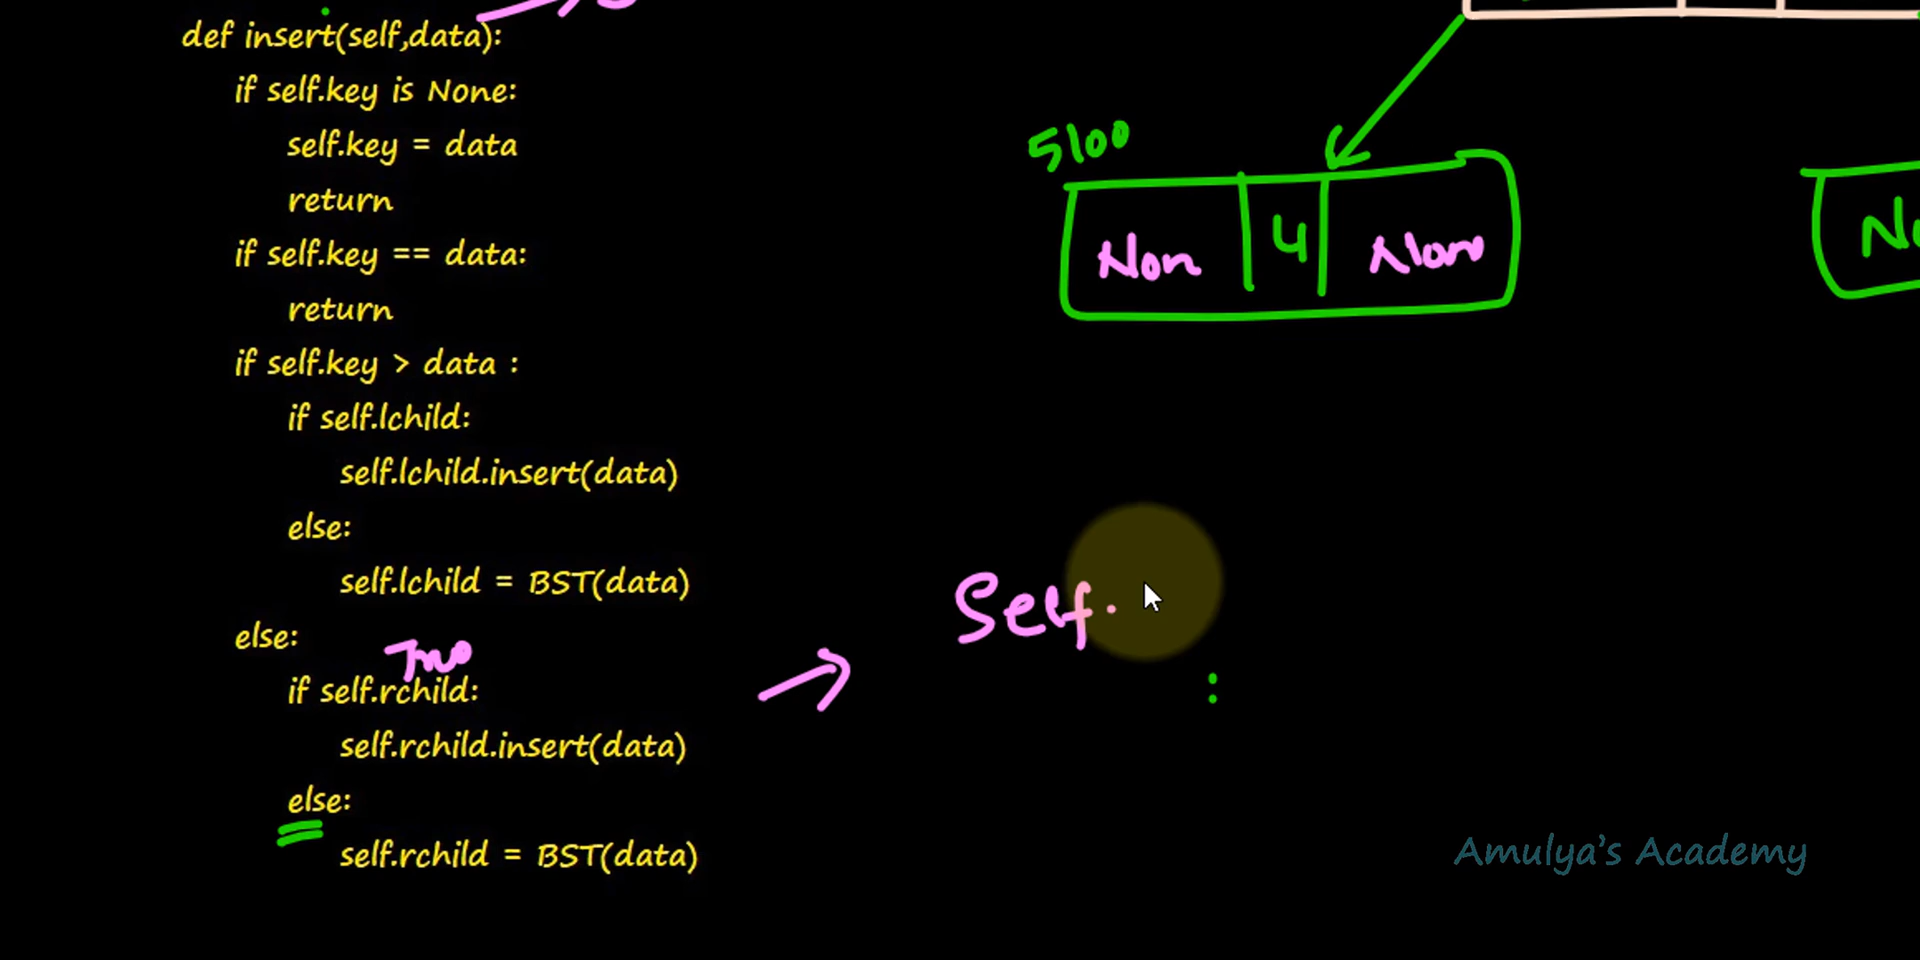 def insert(self,data):
if self.key is None:
self.key = data
return
if self.key == data:
return
if self.key > data :
if self.lchild:
self.lchild.insert(data)
else:
self.lchild = BST(data)
else:
True
if self.rchild:
self.rchild.insert(data)
else:
self.rchild = BST(data)
5100
Non 4 Non
Self.
Amulya's Academy